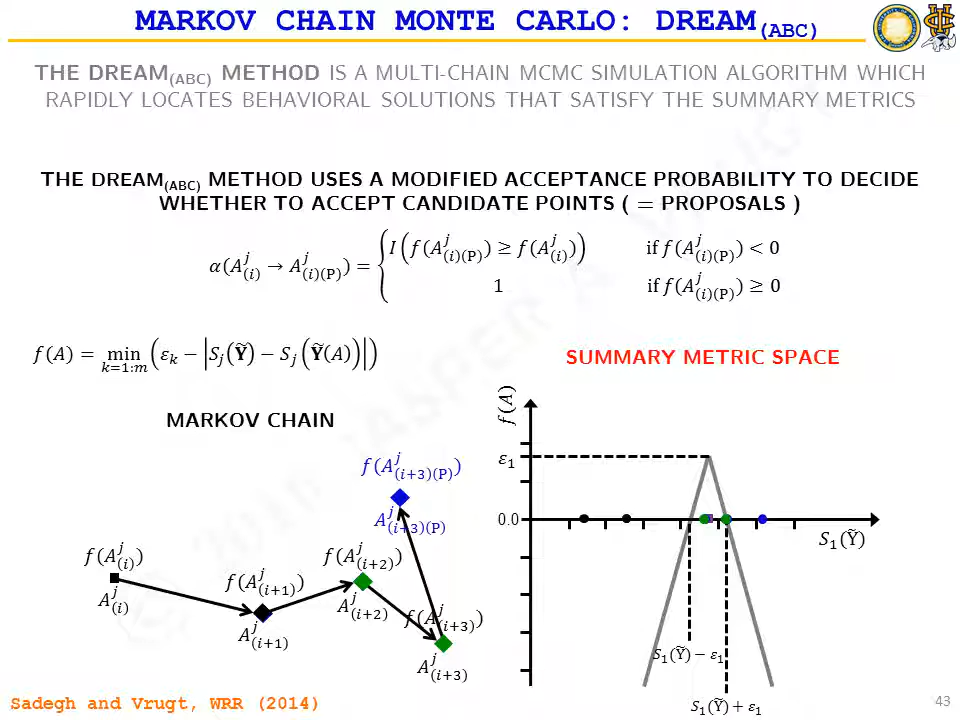 MARKOV CHAIN MONTE CARLO: DREAM(ABC)
THE DREAM(ABC) METHOD IS A MULTI-CHAIN MCMC SIMULATION ALGORITHM WHICH
RAPIDLY LOCATES BEHAVIORAL SOLUTIONS THAT SATISFY THE SUMMARY METRICS
THE DREAM(ABC) METHOD USES A MODIFIED ACCEPTANCE PROBABILITY TO DECIDE
WHETHER TO ACCEPT CANDIDATE POINTS ( = PROPOSALS )
α(A^j_(i) → A^j_(i)(P)) = { I(f(A^j_(i)(P)) ≥ f(A^j_(i))) if f(A^j_(i)(P)) < 0
1 if f(A^j_(i)(P)) ≥ 0
f(A) = min_{k=1:m} (ε_k − |S_j(Ỹ) − S_j(Ỹ(A))|)
SUMMARY METRIC SPACE
MARKOV CHAIN
f(A^j_(i))
A^j_(i)
f(A^j_(i+1))
A^j_(i+1)
f(A^j_(i+2))
A^j_(i+2)
f(A^j_(i+3)(P))
A^j_(i+3)(P)
f(A^j_(i+3))
A^j_(i+3)
f(A)
ε_1
0.0
S_1(Ỹ)
S_1(Ỹ) − ε_1
S_1(Ỹ) + ε_1
Sadegh and Vrugt, WRR (2014)
43